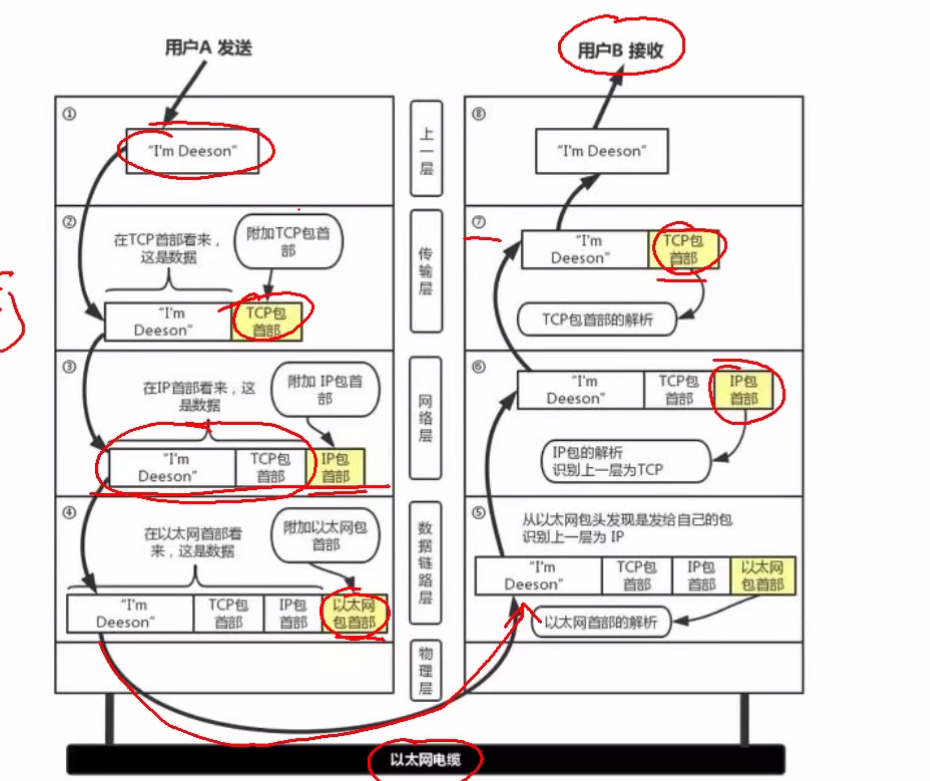 用户A 发送
①
"I'm Deeson"
②
在TCP首部看来，
这是数据
附加TCP包首
部
"I'm
Deeson"
TCP包
首部
③
在IP首部看来，这
是数据
附加 IP包首
部
"I'm
Deeson"
TCP包
首部
IP包
首部
④
在以太网首部看
来，这是数据
附加以太网包
首部
"I'm
Deeson"
TCP包
首部
IP包
首部
以太网
包首部
上一层
传输层
网络层
数据链路层
物理层
用户B 接收
⑧
"I'm Deeson"
⑦
"I'm
Deeson"
TCP包
首部
TCP包首部的解析
⑥
"I'm
Deeson"
TCP包
首部
IP包
首部
IP包的解析
识别上一层为TCP
⑤
从以太网包头发现是发给自己的包
识别上一层为 IP
"I'm
Deeson"
TCP包
首部
IP包
首部
以太网
包首部
以太网首部的解析
以太网电缆